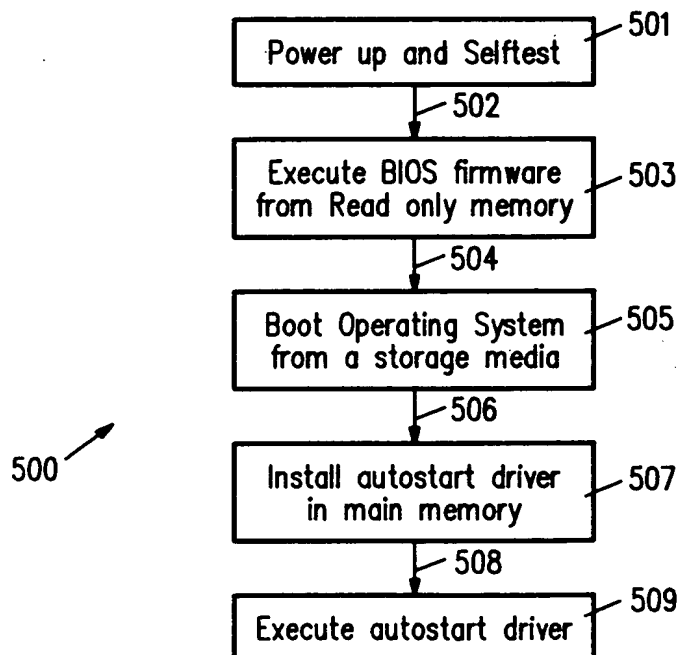 Power up and Selftest
501
502
Execute BIOS firmware
from Read only memory
503
504
Boot Operating System
from a storage media
505
506
500
Install autostart driver
in main memory
507
508
Execute autostart driver
509